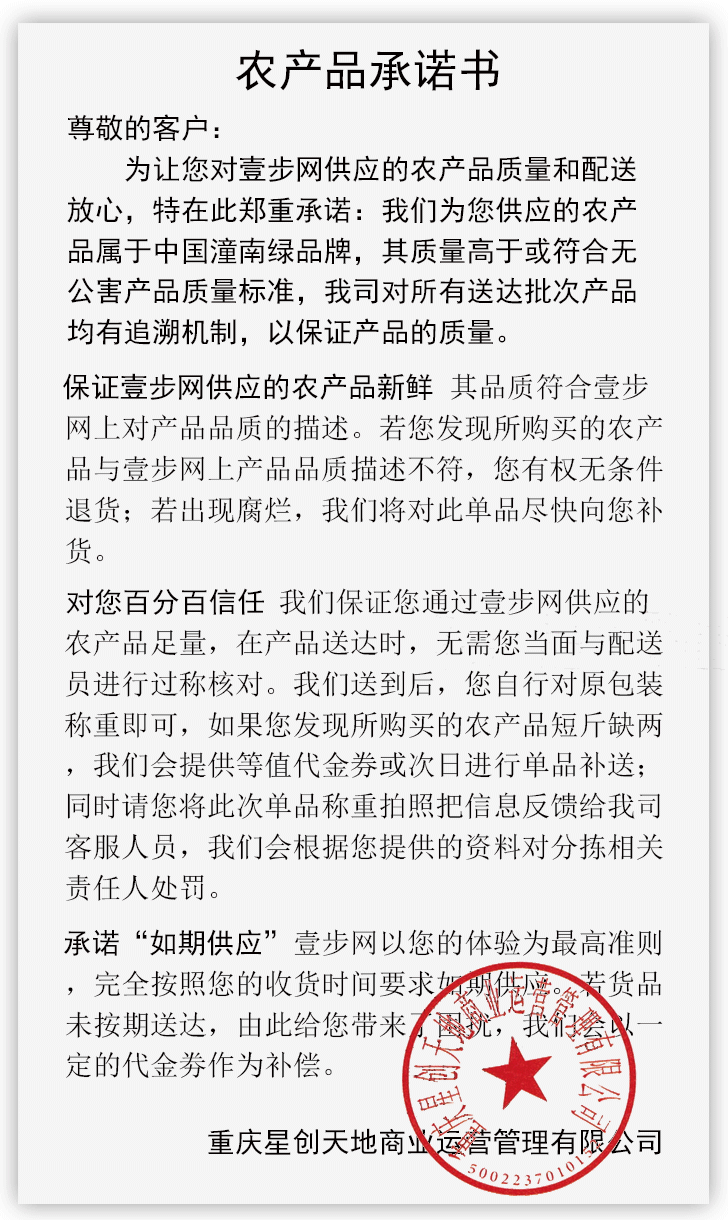 农产品承诺书
尊敬的客户：
为让您对壹步网供应的农产品质量和配送
放心，特在此郑重承诺：我们为您供应的农产
品属于中国潼南绿品牌，其质量高于或符合无
公害产品质量标准，我司对所有送达批次产品
均有追溯机制，以保证产品的质量。
保证壹步网供应的农产品新鲜 其品质符合壹步
网上对产品品质的描述。若您发现所购买的农产
品与壹步网上产品品质描述不符，您有权无条件
退货；若出现腐烂，我们将对此单品尽快向您补
货。
对您百分百信任 我们保证您通过壹步网供应的
农产品足量，在产品送达时，无需您当面与配送
员进行过称核对。我们送到后，您自行对原包装
称重即可，如果您发现所购买的农产品短斤缺两
，我们会提供等值代金券或次日进行单品补送；
同时请您将此次单品称重拍照把信息反馈给我司
客服人员，我们会根据您提供的资料对分拣相关
责任人处罚。
承诺“如期供应”壹步网以您的体验为最高准则
，完全按照您的收货时间要求如期供应。若货品
未按期送达，由此给您带来了困扰，我们会以一
定的代金券作为补偿。
重庆星创天地商业运营管理有限公司
重庆星创天地商业运营管理有限公司